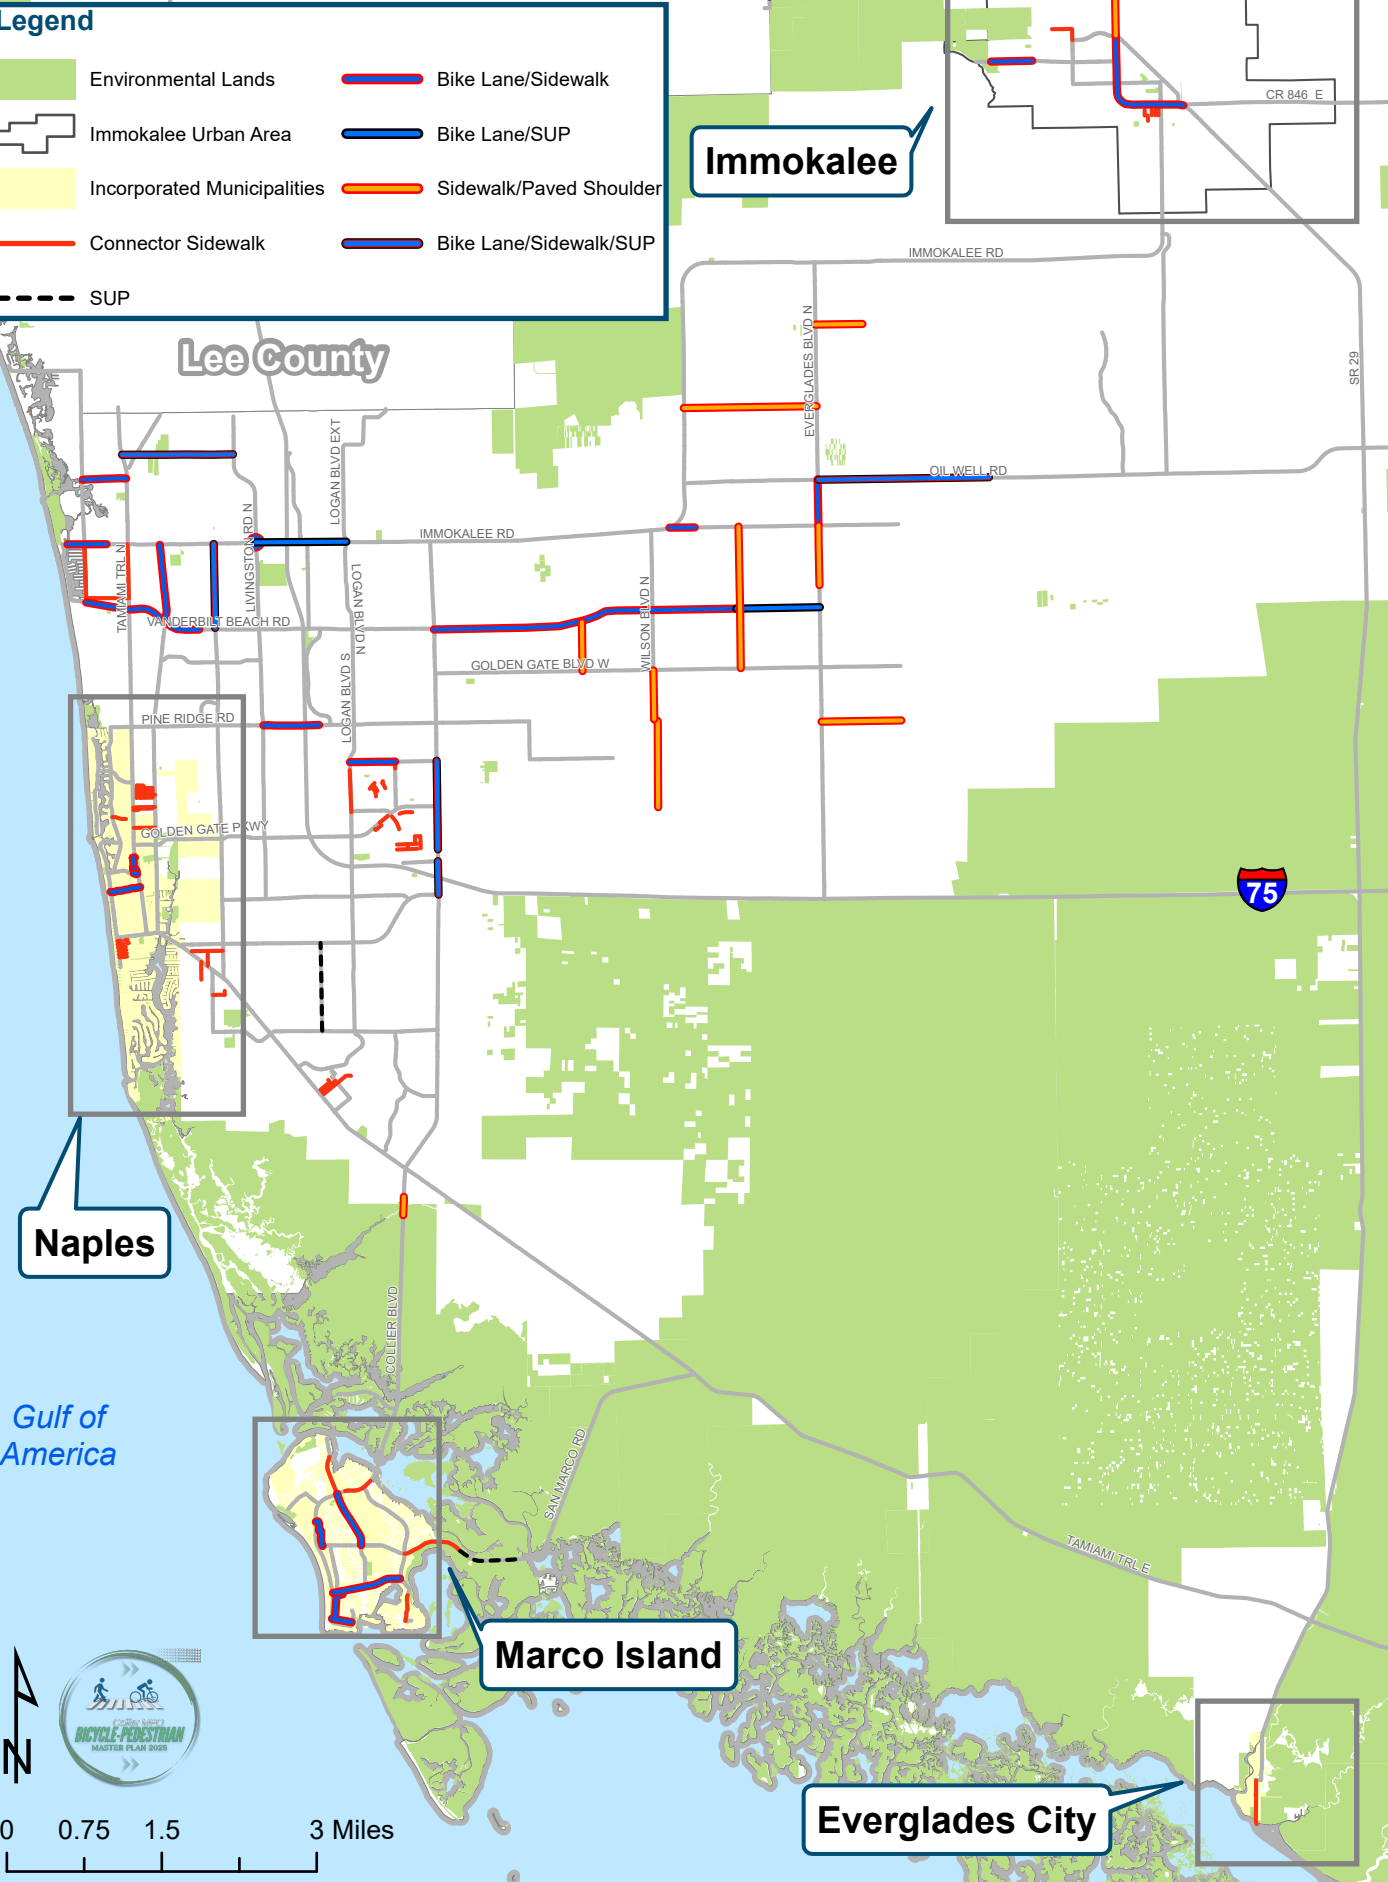 Legend
Environmental Lands
Bike Lane/Sidewalk
Immokalee Urban Area
Bike Lane/SUP
Incorporated Municipalities
Sidewalk/Paved Shoulder
Connector Sidewalk
Bike Lane/Sidewalk/SUP
SUP
CR 846 E
Immokalee
IMMOKALEE RD
EVERGLADES BLVD N
SR 29
Lee County
LOGAN BLVD EXT
OIL WELL RD
LIVINGSTON RD N
IMMOKALEE RD
TAMIAMI TRL N
LOGAN BLVD N
WILSON BLVD N
VANDERBILT BEACH RD
GOLDEN GATE BLVD W
LOGAN BLVD S
PINE RIDGE RD
GOLDEN GATE PKWY
75
Naples
COLLIER BLVD
Gulf of
America
SAN MARCO RD
TAMIAMI TRL E
Marco Island
Collier MPO
BICYCLE-PEDESTRIAN
MASTER PLAN 2025
N
Everglades City
0 0.75 1.5 3 Miles